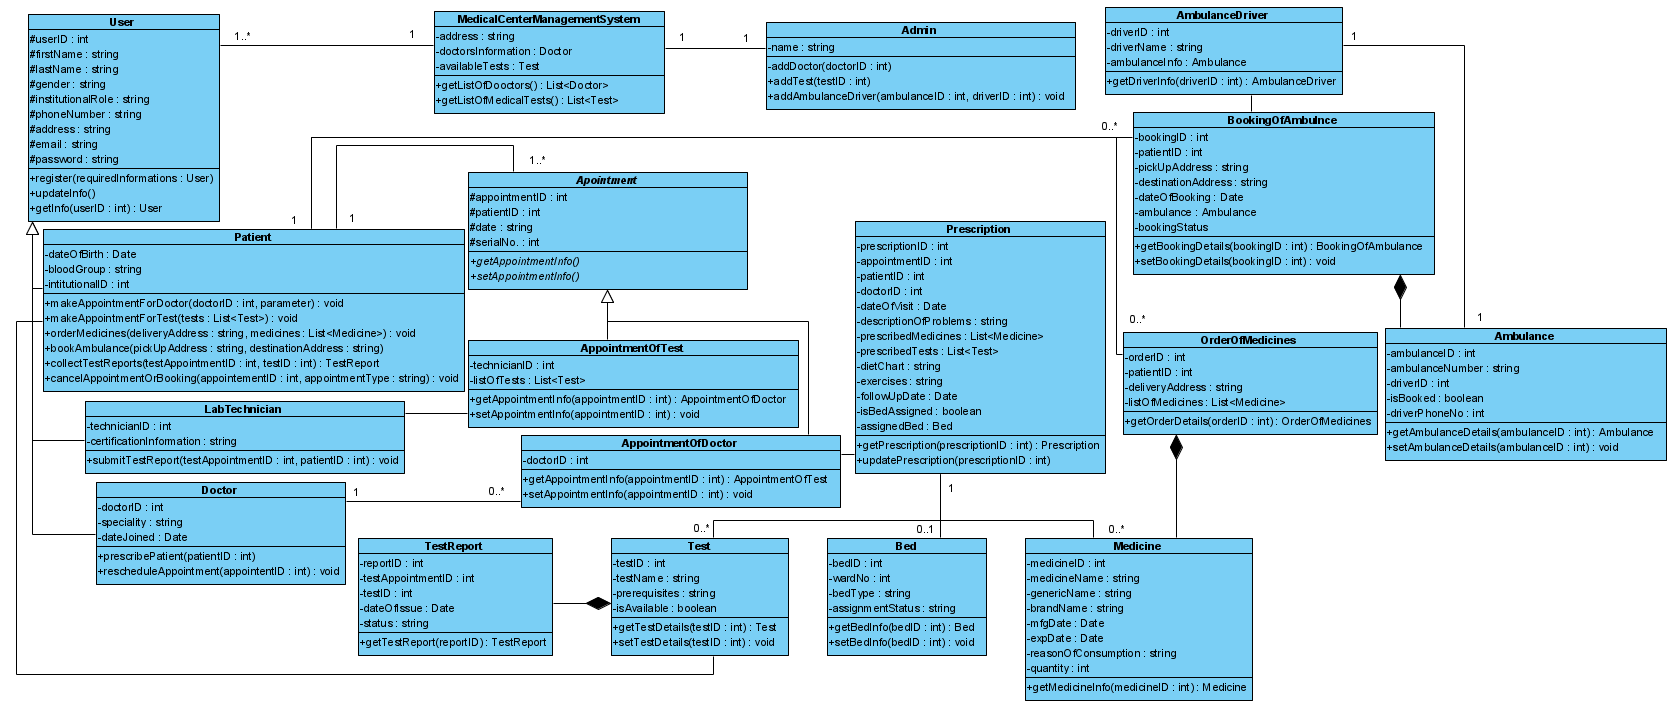 User
#userID : int
#firstName : string
#lastName : string
#gender : string
#institutionalRole : string
#phoneNumber : string
#address : string
#email : string
#password : string
+register(requiredInformations : User)
+updateInfo()
+getInfo(userID : int) : User
1..*
1
MedicalCenterManagementSystem
-address : string
-doctorsInformation : Doctor
-availableTests : Test
+getListOfDooctors() : List<Doctor>
+getListOfMedicalTests() : List<Test>
1
1
Admin
-name : string
-addDoctor(doctorID : int)
+addTest(testID : int)
+addAmbulanceDriver(ambulanceID : int, driverID : int) : void
AmbulanceDriver
-driverID : int
-driverName : string
-ambulanceInfo : Ambulance
+getDriverInfo(driverID : int) : AmbulanceDriver
1
0..*
BookingOfAmbulnce
-bookingID : int
-patientID : int
-pickUpAddress : string
-destinationAddress : string
-dateOfBooking : Date
-ambulance : Ambulance
-bookingStatus
+getBookingDetails(bookingID : int) : BookingOfAmbulance
+setBookingDetails(bookingID : int) : void
1..*
Apointment
#appointmentID : int
#patientID : int
#date : string
#serialNo. : int
+getAppointmentInfo()
+setAppointmentInfo()
1
1
Patient
-dateOfBirth : Date
-bloodGroup : string
-intitutionalID : int
+makeAppointmentForDoctor(doctorID : int, parameter) : void
+makeAppointmentForTest(tests : List<Test>) : void
+orderMedicines(deliveryAddress : string, medicines : List<Medicine>) : void
+bookAmbulance(pickUpAddress : string, destinationAddress : string)
+collectTestReports(testAppointmentID : int, testID : int) : TestReport
+cancelAppointmentOrBooking(appointementID : int, appointmentType : string) : void
Prescription
-prescriptionID : int
-appointmentID : int
-patientID : int
-doctorID : int
-dateOfVisit : Date
-descriptionOfProblems : string
-prescribedMedicines : List<Medicine>
-prescribedTests : List<Test>
-dietChart : string
-exercises : string
-followUpDate : Date
-isBedAssigned : boolean
-assignedBed : Bed
+getPrescription(prescriptionID : int) : Prescription
+updatePrescription(prescriptionID : int)
0..*
OrderOfMedicines
-orderID : int
-patientID : int
-deliveryAddress : string
-listOfMedicines : List<Medicine>
+getOrderDetails(orderID : int) : OrderOfMedicines
1
Ambulance
-ambulanceID : int
-ambulanceNumber : string
-driverID : int
-isBooked : boolean
-driverPhoneNo : int
+getAmbulanceDetails(ambulanceID : int) : Ambulance
+setAmbulanceDetails(ambulanceID : int) : void
AppointmentOfTest
-technicianID : int
-listOfTests : List<Test>
+getAppointmentInfo(appointmentID : int) : AppointmentOfDoctor
+setAppointmentInfo(appointmentID : int) : void
LabTechnician
-technicianID : int
-certificationInformation : string
+submitTestReport(testAppointmentID : int, patientID : int) : void
AppointmentOfDoctor
-doctorID : int
+getAppointmentInfo(appointmentID : int) : AppointmentOfTest
+setAppointmentInfo(appointmentID : int) : void
Doctor
-doctorID : int
-speciality : string
-dateJoined : Date
+prescribePatient(patientID : int)
+rescheduleAppointment(appointentID : int) : void
1
0..*
1
0..*
0..1
0..*
TestReport
-reportID : int
-testAppointmentID : int
-testID : int
-dateOfIssue : Date
-status : string
+getTestReport(reportID) : TestReport
Test
-testID : int
-testName : string
-prerequisites : string
-isAvailable : boolean
+getTestDetails(testID : int) : Test
+setTestDetails(testID : int) : void
Bed
-bedID : int
-wardNo : int
-bedType : string
-assignmentStatus : string
+getBedInfo(bedID : int) : Bed
+setBedInfo(bedID : int) : void
Medicine
-medicineID : int
-medicineName : string
-genericName : string
-brandName : string
-mfgDate : Date
-expDate : Date
-reasonOfConsumption : string
-quantity : int
+getMedicineInfo(medicineID : int) : Medicine